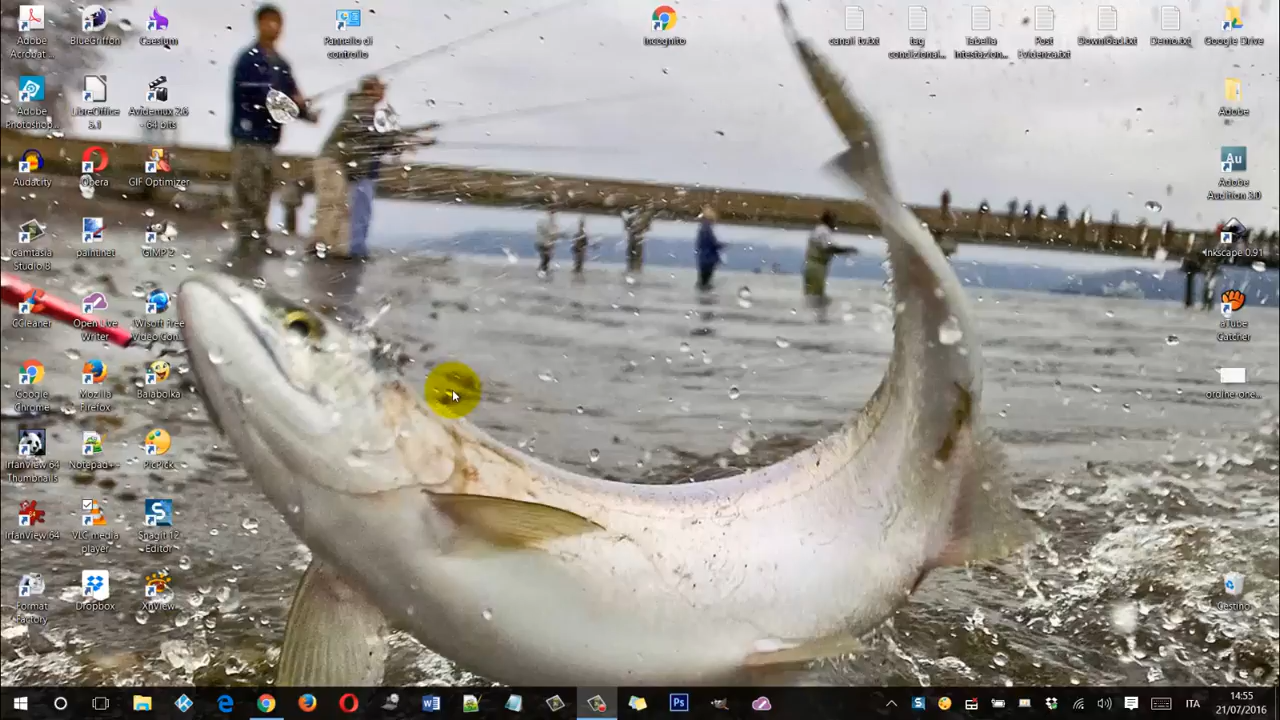 Adobe Acrobat ...
BlueGriffon
Caesium
Pannello di controllo
Incognito
canali tv.txt
tag condizional...
Tabella Intestazion...
Post Evidenza.txt
Download.txt
Demo.txt
Google Drive
Adobe Photoshop...
LibreOffice 5.1
Avidemux 2.6 - 64 bits
Adobe
Audacity
Opera
GIF Optimizer
Au
Adobe Audition 3.0
Camtasia Studio 8
paint.net
GIMP 2
Inkscape 0.91
CCleaner
Open Live Writer
Wisoft Free Video Con...
aTube Catcher
Google Chrome
Mozilla Firefox
Balabolka
ordine-one...
IrfanView 64 Thumbnails
Notepad++
PicPick
IrfanView 64
VLC media player
Snagit 12 Editor
Format Factory
Dropbox
XnView
Cestino
ITA
14:55
21/07/2016